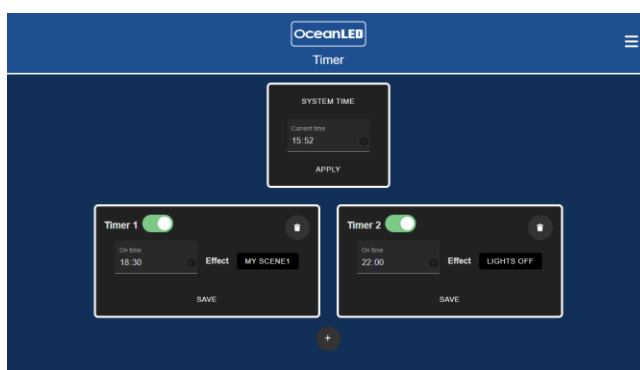 OceanLED
Timer
SYSTEM TIME
Current time
15:52
APPLY
Timer 1
On time
18:30
Effect
MY SCENE1
SAVE
Timer 2
On time
22:00
Effect
LIGHTS OFF
SAVE
+